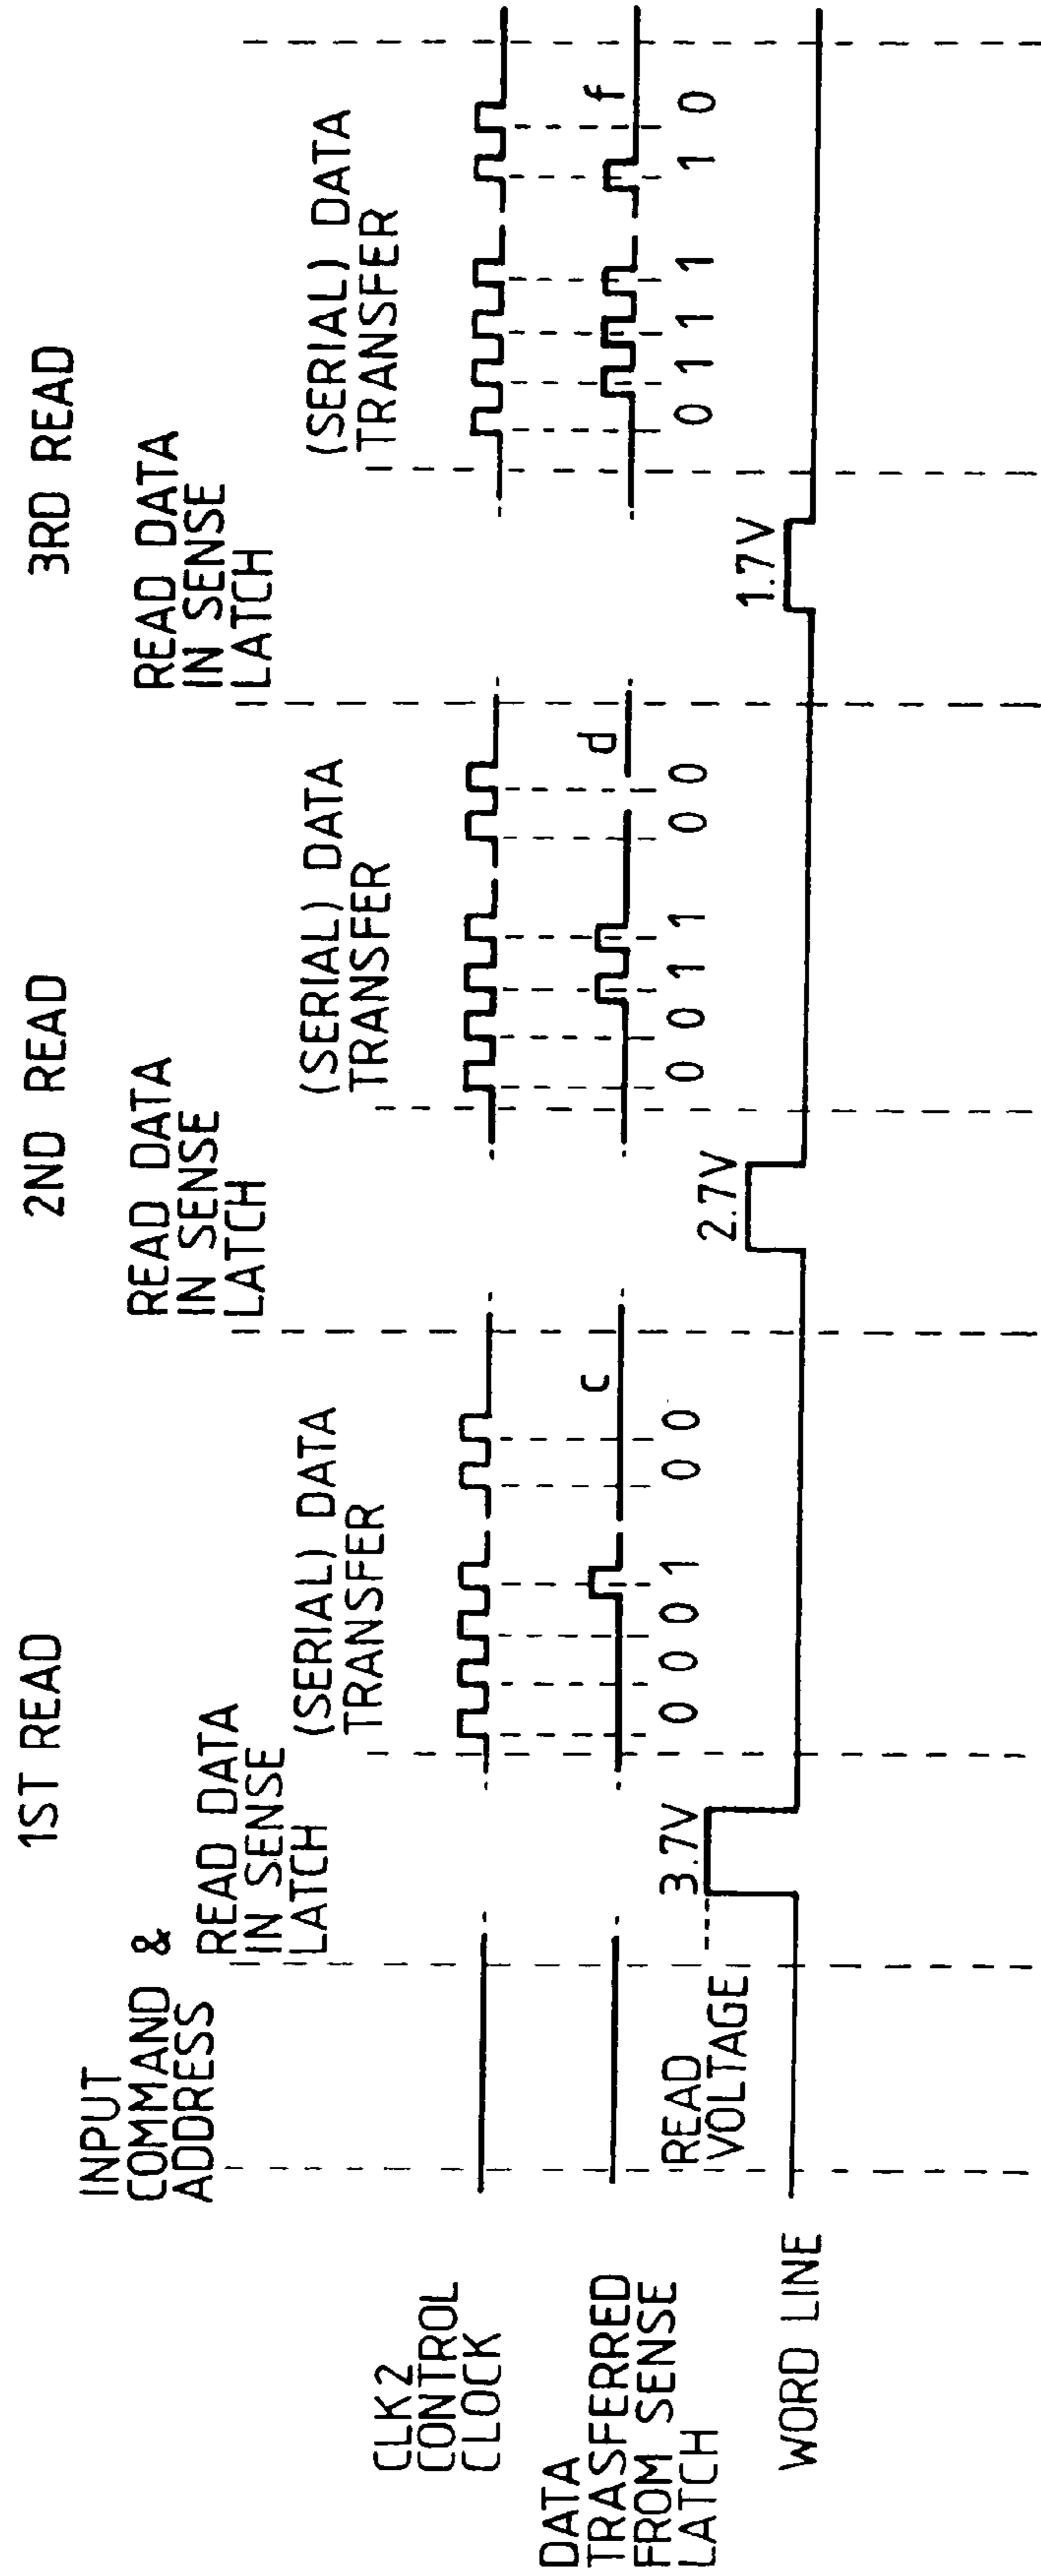 1ST READ
2ND READ
3RD READ
INPUT
COMMAND &
ADDRESS
READ DATA
IN SENSE
LATCH
(SERIAL) DATA
TRANSFER
READ DATA
IN SENSE
LATCH
(SERIAL) DATA
TRANSFER
READ DATA
IN SENSE
LATCH
(SERIAL) DATA
TRANSFER
CLK2
CONTROL
CLOCK
DATA
TRASFERRED
FROM SENSE
LATCH
c
d
f
0 0 0 1 0 0
0 0 1 1 0 0
0 1 1 1 1 0
READ
VOLTAGE
3.7V
2.7V
1.7V
WORD LINE